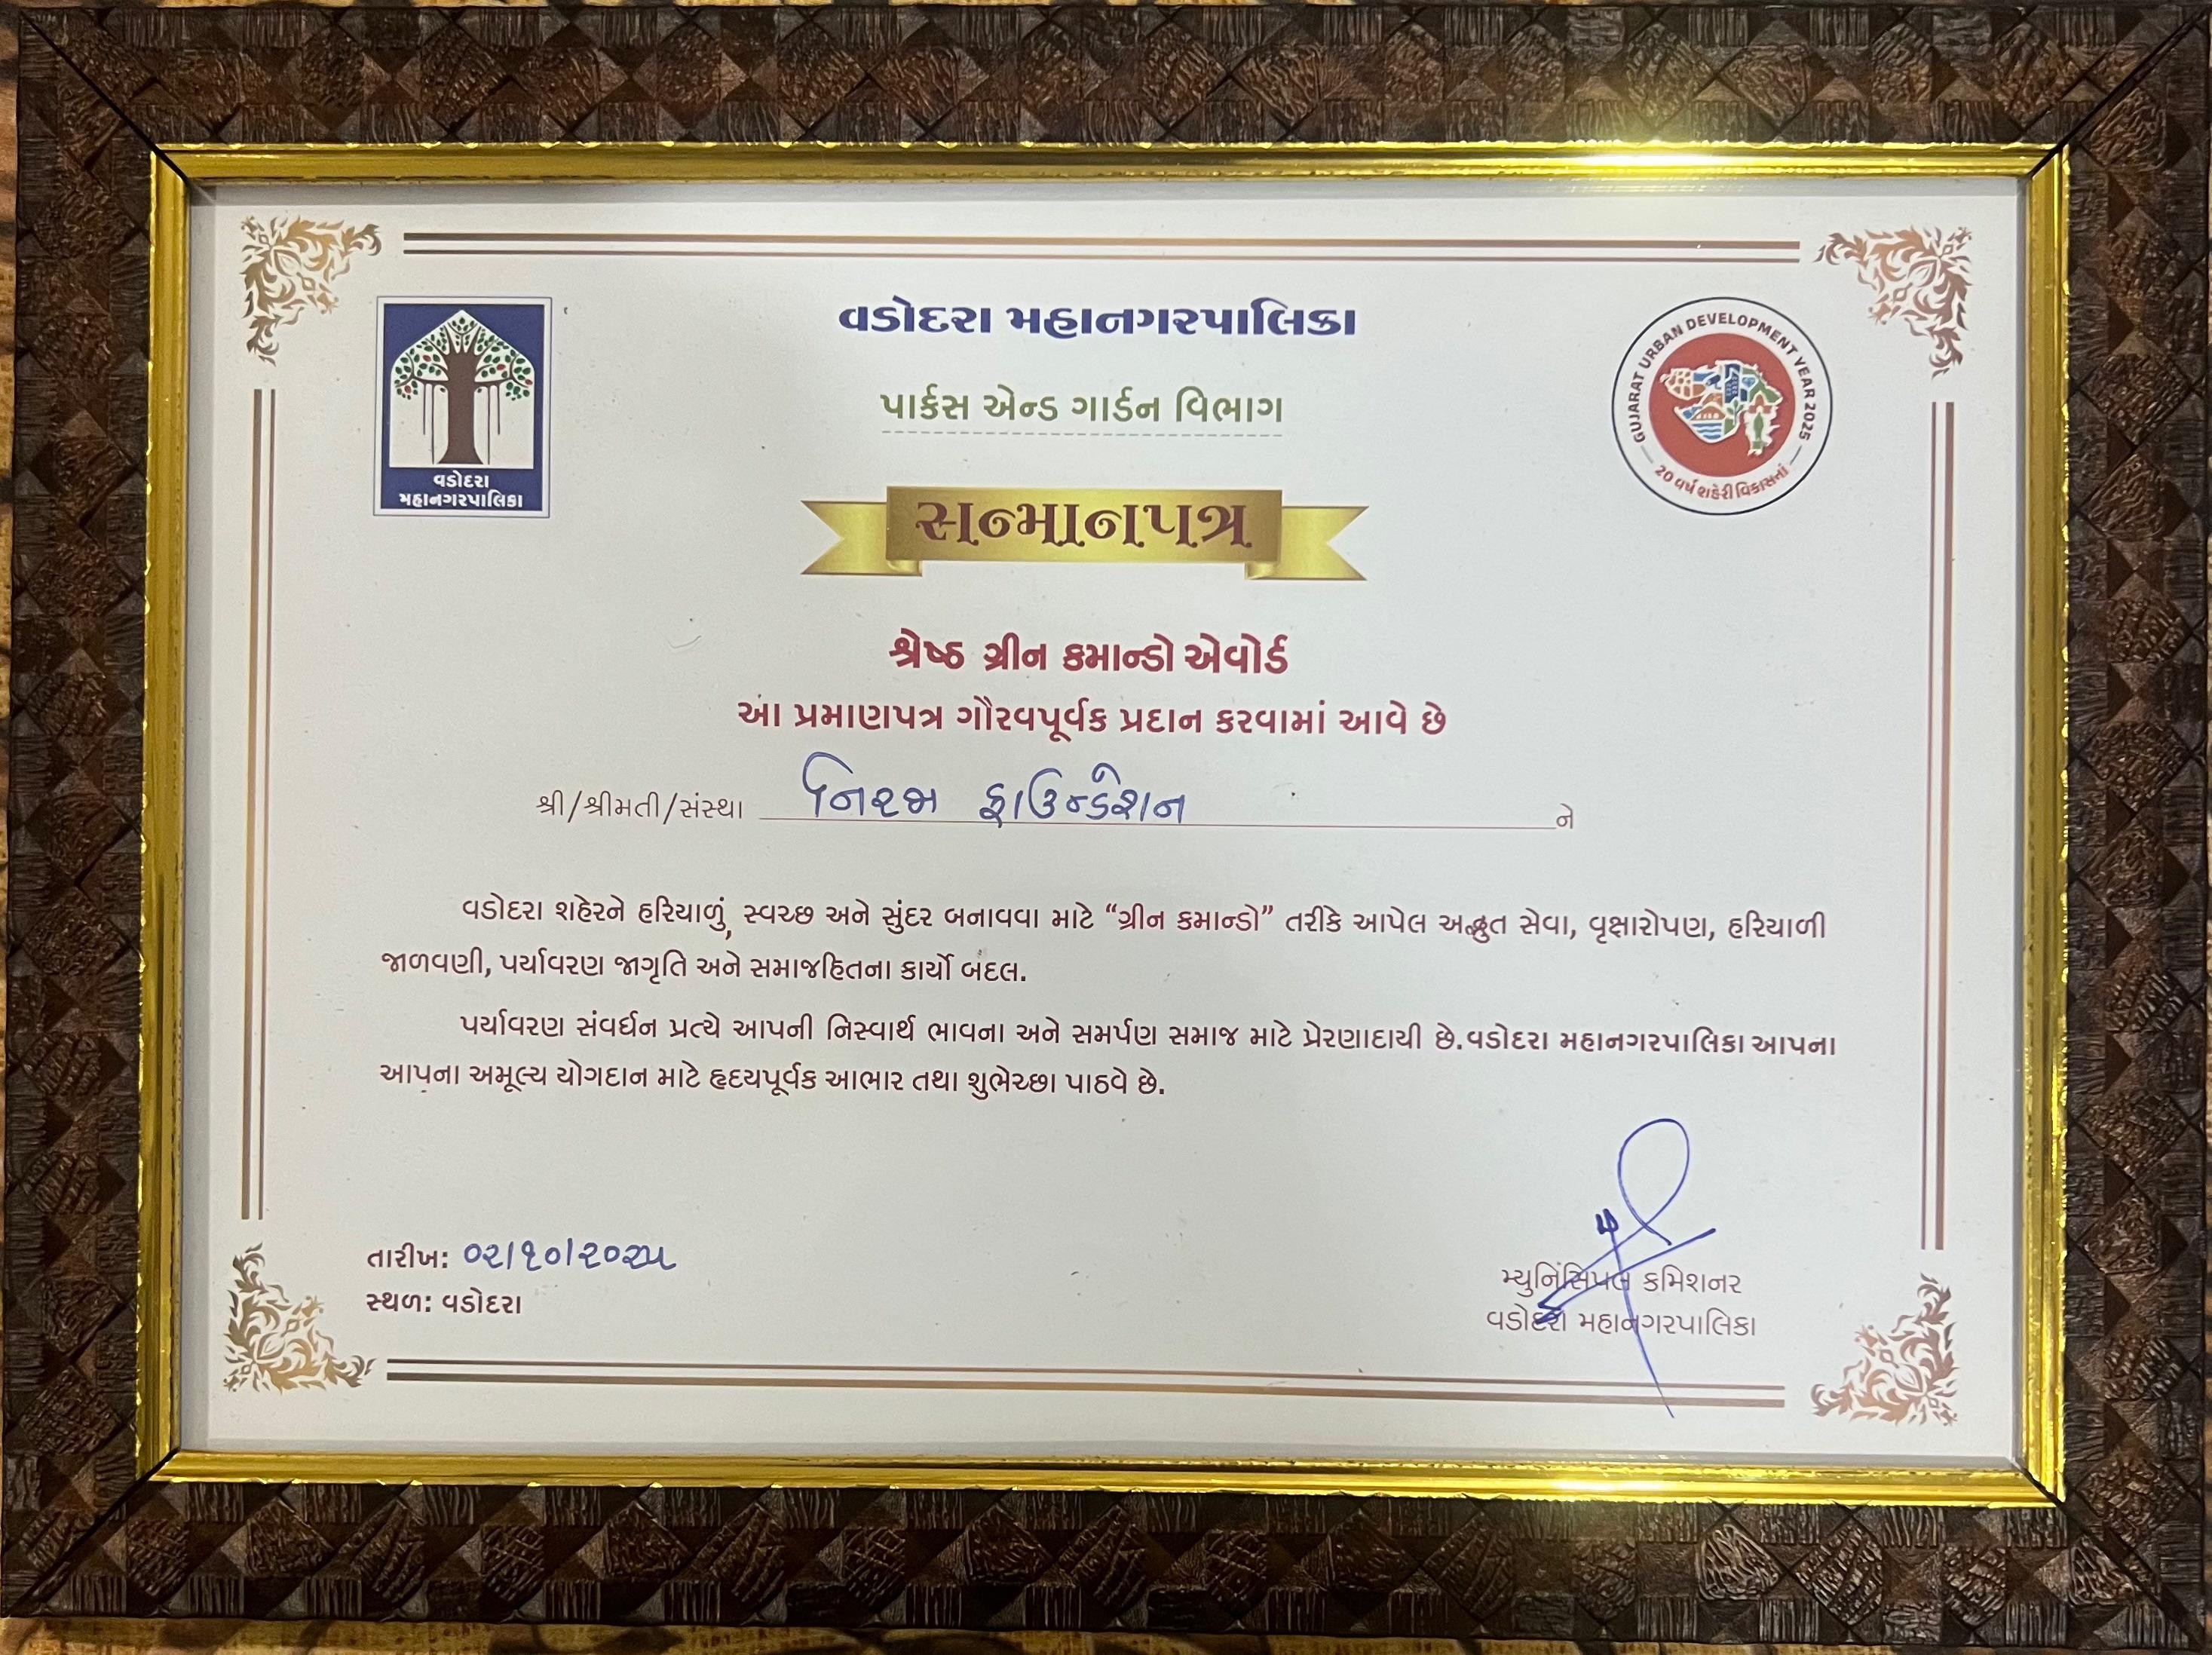 વડોદરા મહાનગરપાલિકા
પાર્કસ એન્ડ ગાર્ડન વિભાગ
વડોદરા
મહાનગરપાલિકા
GUJARAT URBAN DEVELOPMENT YEAR 2025
20 વર્ષ શહેરી વિકાસનાં
સન્માનપત્ર
શ્રેષ્ઠ ગ્રીન કમાન્ડો એવોર્ડ
આ પ્રમાણપત્ર ગૌરવપૂર્વક પ્રદાન કરવામાં આવે છે
શ્રી/શ્રીમતી/સંસ્થા ફાઉન્ડેશન ને
વડોદરા શહેરને હરિયાળું, સ્વચ્છ અને સુંદર બનાવવા માટે “ગ્રીન કમાન્ડો” તરીકે આપેલ અદ્ભુત સેવા, વૃક્ષારોપણ, હરિયાળી
જાળવણી, પર્યાવરણ જાગૃતિ અને સમાજહિતના કાર્યો બદલ.
પર્યાવરણ સંવર્ધન પ્રત્યે આપની નિસ્વાર્થ ભાવના અને સમર્પણ સમાજ માટે પ્રેરણાદાયી છે.વડોદરા મહાનગરપાલિકા આપના
આપના અમૂલ્ય યોગદાન માટે હૃદયપૂર્વક આભાર તથા શુભેચ્છા પાઠવે છે.
તારીખ: ૦૨/૧૦/૨૦૨૫
સ્થળ: વડોદરા
મ્યુનિસિપલ કમિશનર
વડોદરા મહાનગરપાલિકા